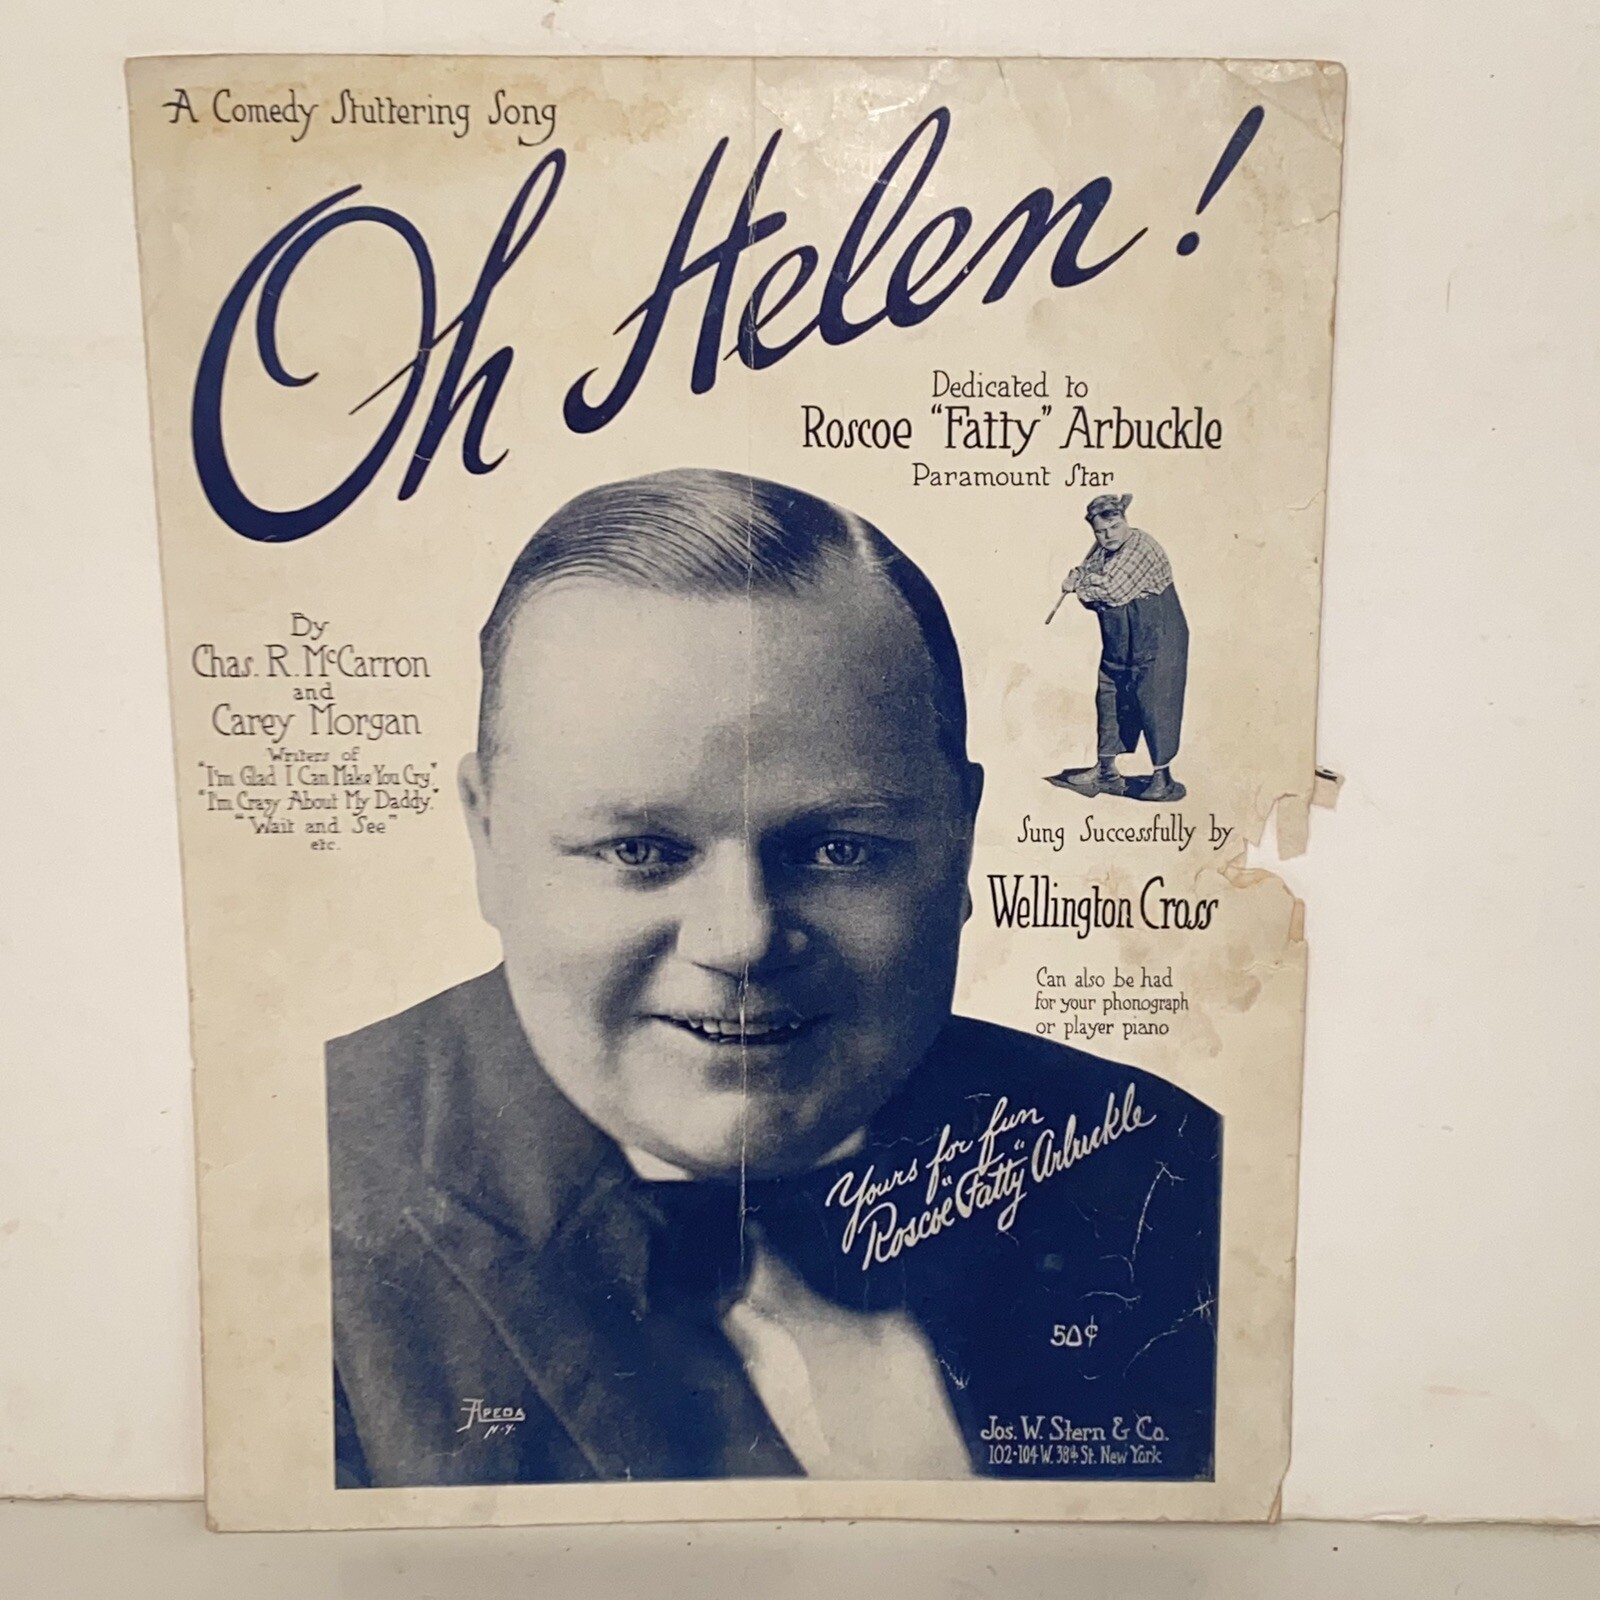 A Comedy Stuttering Song
Oh Helen!
Dedicated to
Roscoe "Fatty" Arbuckle
Paramount Star
By
Chas. R. McCarron
and
Carey Morgan
Writers of
"I'm Glad I Can Make You Cry."
"I'm Crazy About My Daddy."
"Wait and See"
etc.
Sung Successfully by
Wellington Cross
Can also be had
for your phonograph
or player piano
Yours for fun
Roscoe "Fatty" Arbuckle
50¢
Apeda
N.Y.
Jos. W. Stern & Co.
102-104 W. 38th St. New York